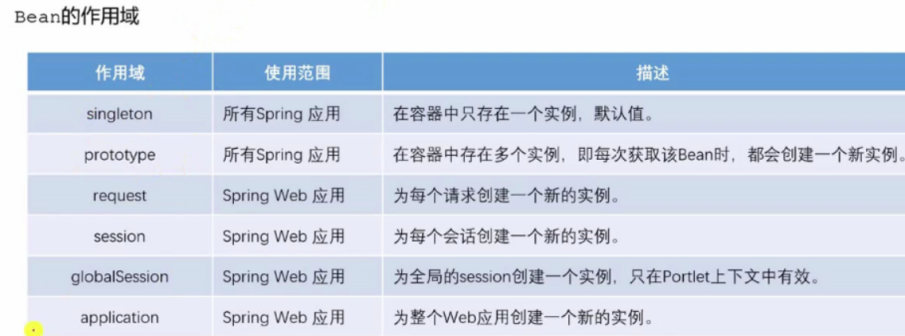 Bean的作用域
作用域 使用范围 描述
singleton 所有Spring 应用 在容器中只存在一个实例，默认值。
prototype 所有Spring 应用 在容器中存在多个实例，即每次获取该Bean时，都会创建一个新实例。
request Spring Web 应用 为每个请求创建一个新的实例。
session Spring Web 应用 为每个会话创建一个新的实例。
globalSession Spring Web 应用 为全局的session创建一个实例，只在Portlet上下文中有效。
application Spring Web 应用 为整个Web应用创建一个新的实例。